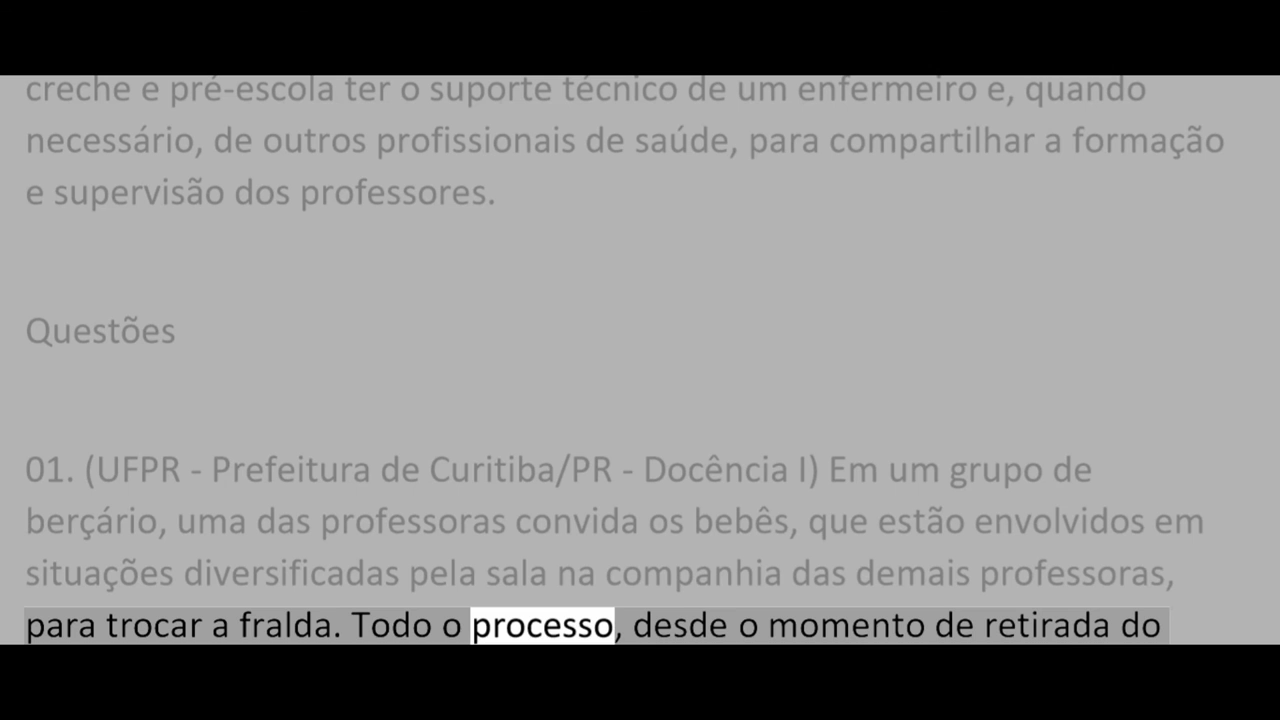 creche e pré-escola ter o suporte técnico de um enfermeiro e, quando
necessário, de outros profissionais de saúde, para compartilhar a formação
e supervisão dos professores.
Questões
01. (UFPR - Prefeitura de Curitiba/PR - Docência I) Em um grupo de
berçário, uma das professoras convida os bebês, que estão envolvidos em
situações diversificadas pela sala na companhia das demais professoras,
para trocar a fralda. Todo o processo, desde o momento de retirada do